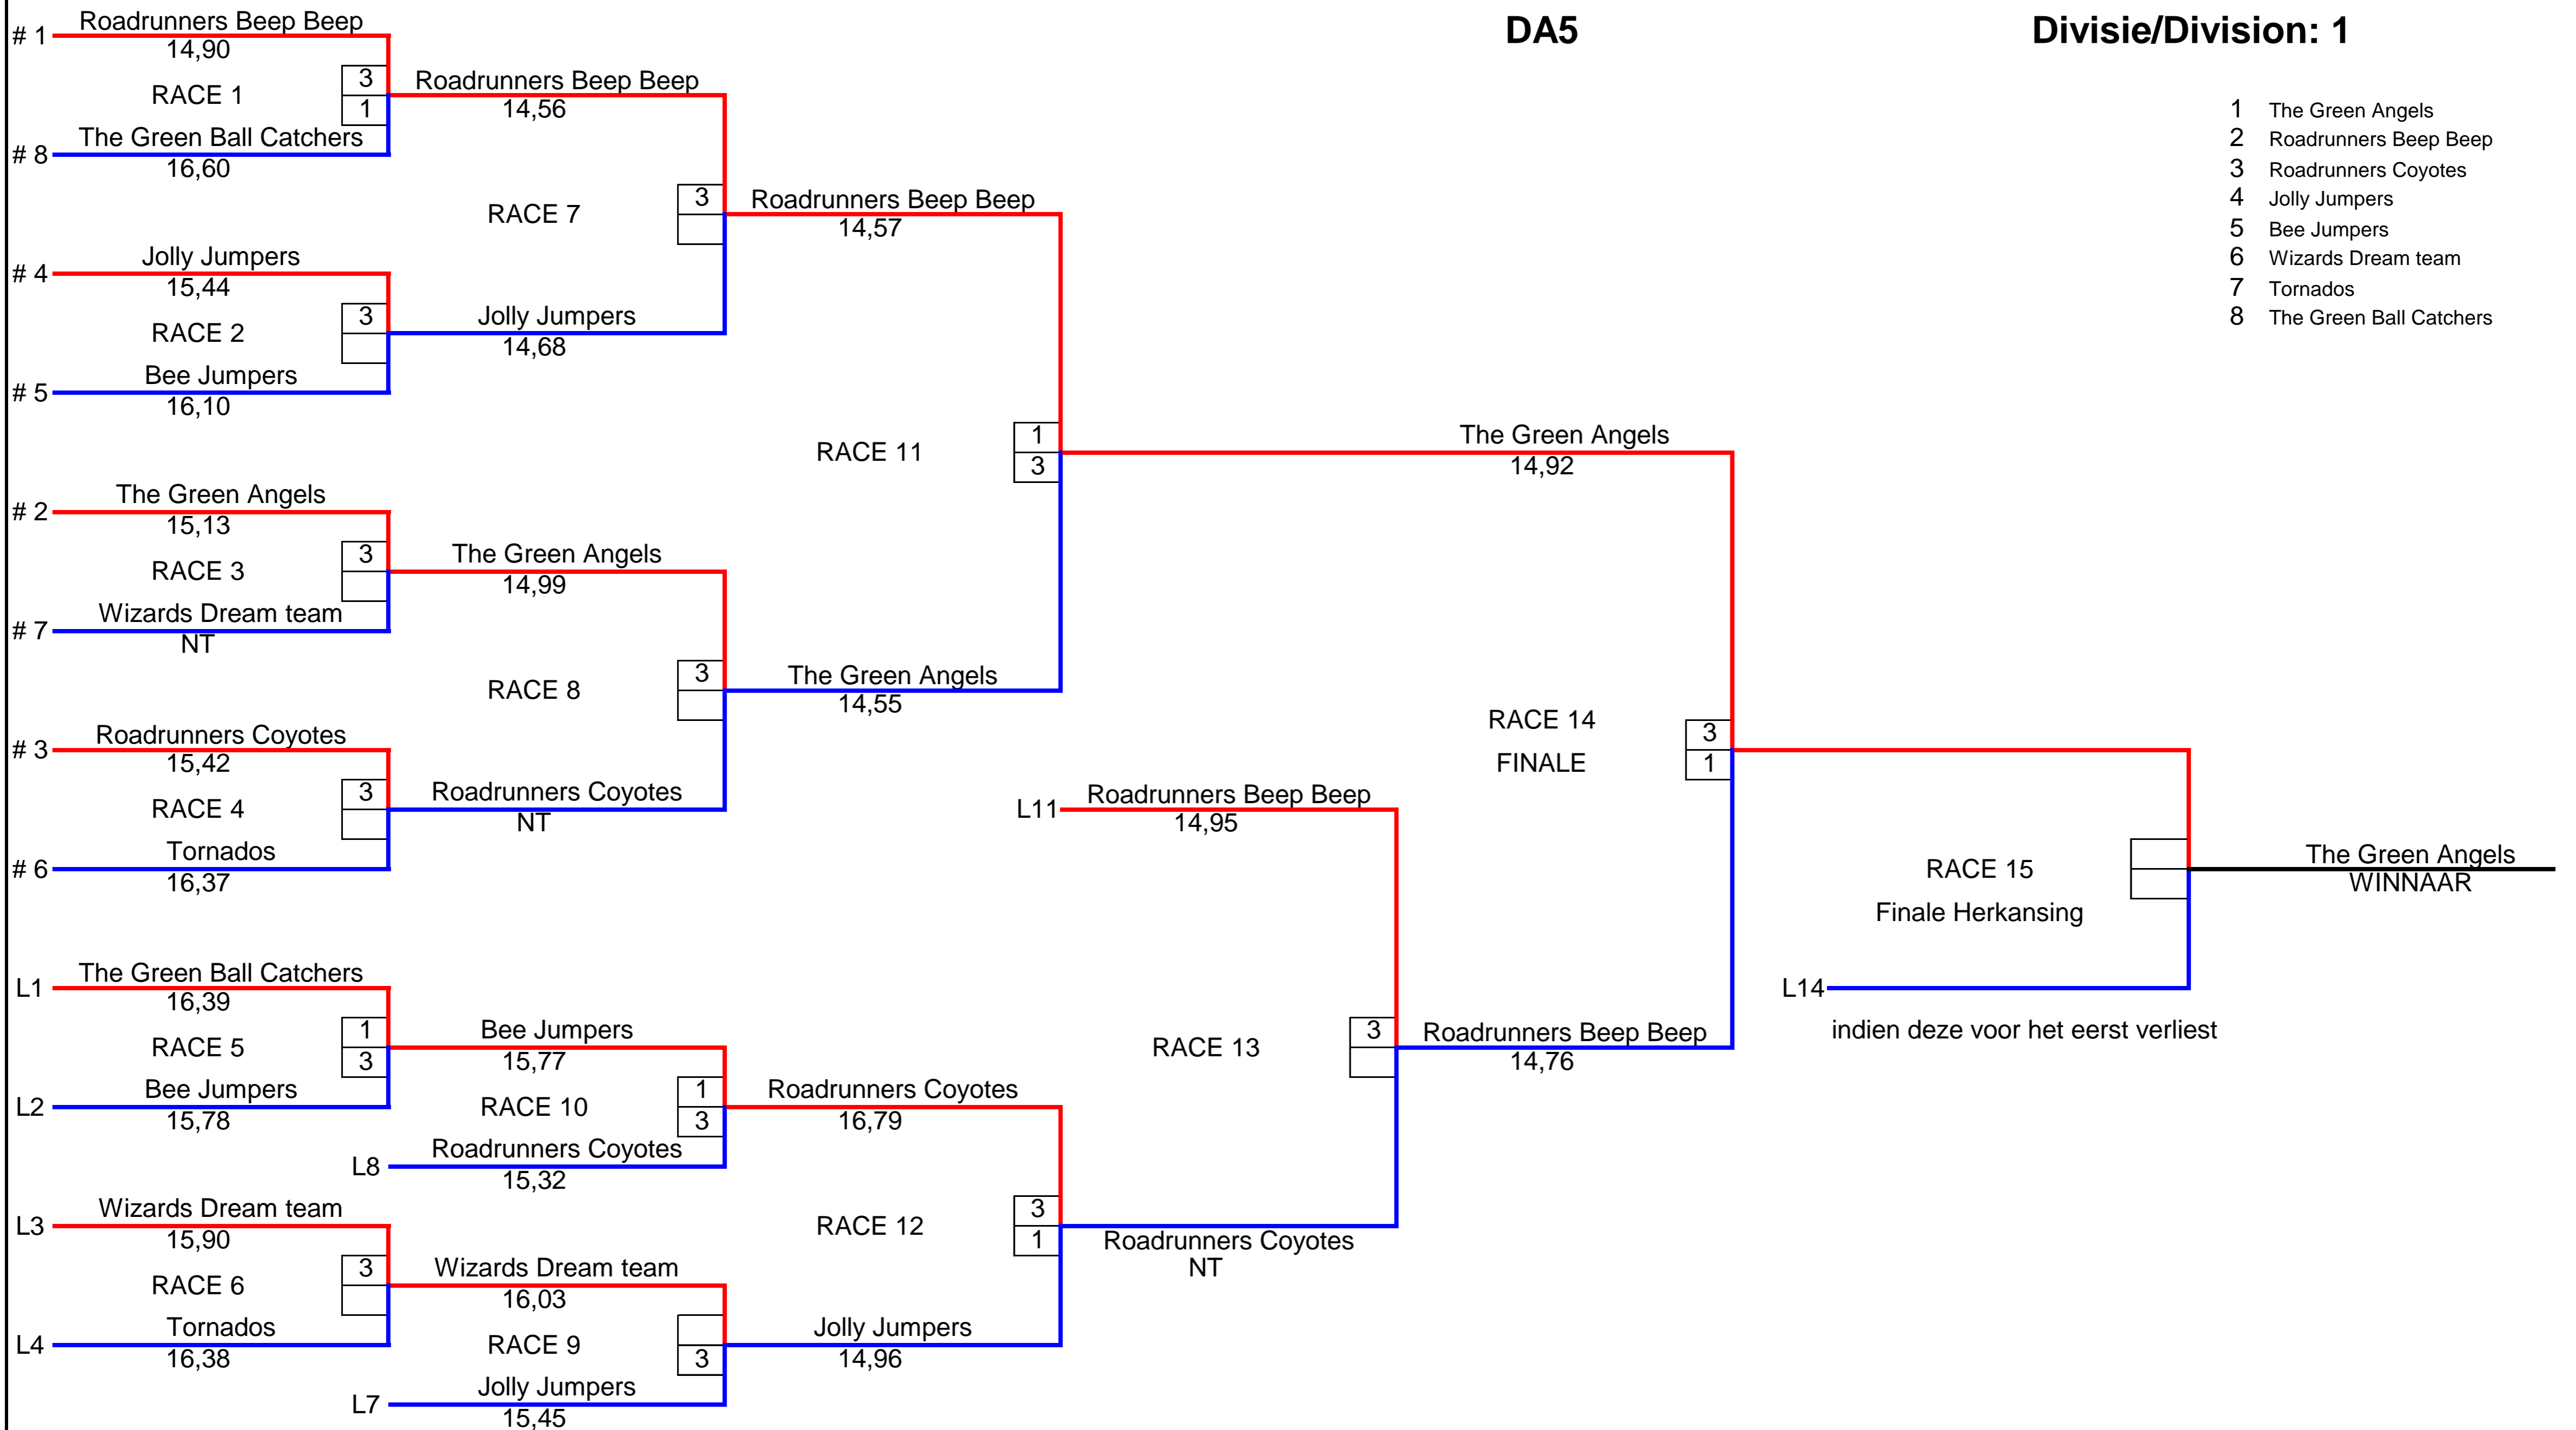 DA5
Divisie/Division: 1
1 The Green Angels
2 Roadrunners Beep Beep
3 Roadrunners Coyotes
4 Jolly Jumpers
5 Bee Jumpers
6 Wizards Dream team
7 Tornados
8 The Green Ball Catchers
# 1 Roadrunners Beep Beep
14,90
RACE 1
3
1
# 8 The Green Ball Catchers
16,60
# 4 Jolly Jumpers
15,44
RACE 2
3
# 5 Bee Jumpers
16,10
# 2 The Green Angels
15,13
RACE 3
3
# 7 Wizards Dream team
NT
# 3 Roadrunners Coyotes
15,42
RACE 4
3
# 6 Tornados
16,37
L1 The Green Ball Catchers
16,39
RACE 5
1
3
L2 Bee Jumpers
15,78
L3 Wizards Dream team
15,90
RACE 6
3
L4 Tornados
16,38
Roadrunners Beep Beep
14,56
RACE 7
3
Jolly Jumpers
14,68
The Green Angels
14,99
RACE 8
3
Roadrunners Coyotes
NT
Bee Jumpers
15,77
RACE 10
1
3
L8 Roadrunners Coyotes
15,32
Wizards Dream team
16,03
RACE 9
3
L7 Jolly Jumpers
15,45
Roadrunners Beep Beep
14,57
RACE 11
1
3
The Green Angels
14,55
Roadrunners Coyotes
16,79
RACE 12
3
1
Jolly Jumpers
14,96
L11 Roadrunners Beep Beep
14,95
RACE 13
3
Roadrunners Coyotes
NT
The Green Angels
14,92
RACE 14
FINALE
3
1
Roadrunners Beep Beep
14,76
RACE 15
Finale Herkansing
L14
indien deze voor het eerst verliest
The Green Angels
WINNAAR